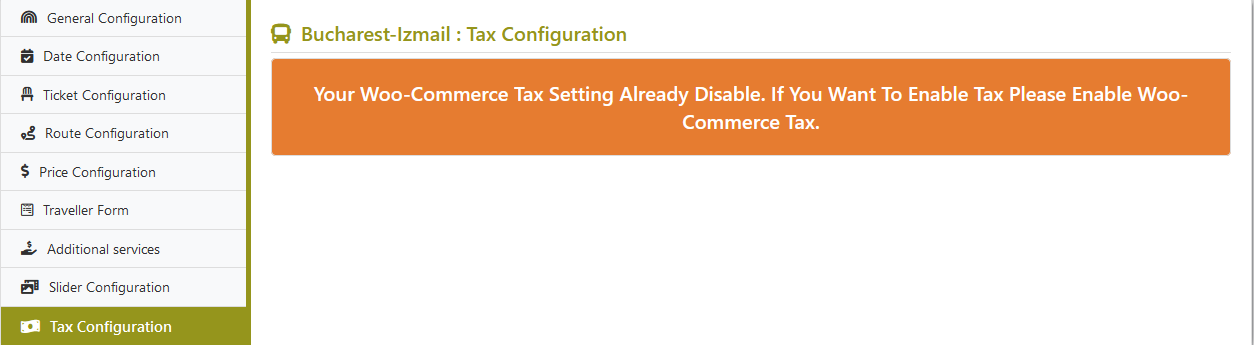 General Configuration
Date Configuration
Ticket Configuration
Route Configuration
Price Configuration
Traveller Form
Additional services
Slider Configuration
Tax Configuration
Bucharest-Izmail : Tax Configuration
Your Woo-Commerce Tax Setting Already Disable. If You Want To Enable Tax Please Enable Woo-
Commerce Tax.